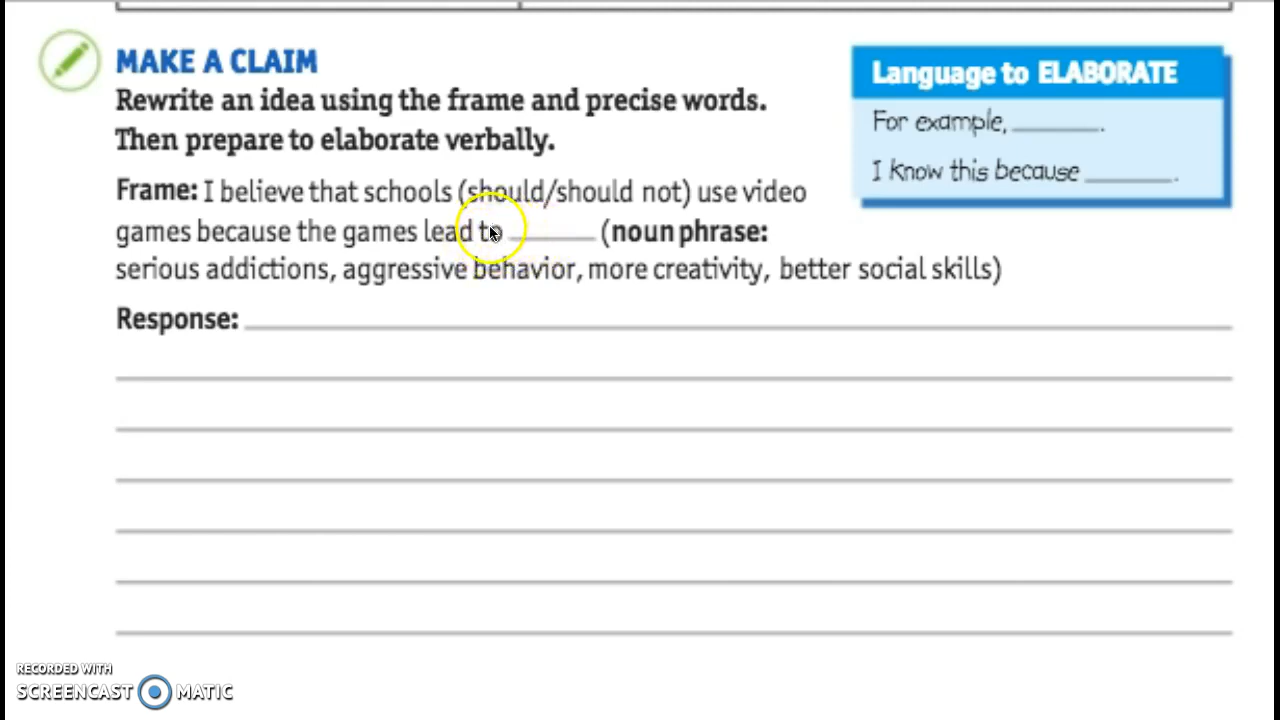 MAKE A CLAIM
Rewrite an idea using the frame and precise words.
Then prepare to elaborate verbally.
Language to ELABORATE
For example, ________.
I know this because ________.
Frame: I believe that schools (should/should not) use video
games because the games lead to ________ (noun phrase:
serious addictions, aggressive behavior, more creativity, better social skills)
Response:
RECORDED WITH
SCREENCAST MATIC